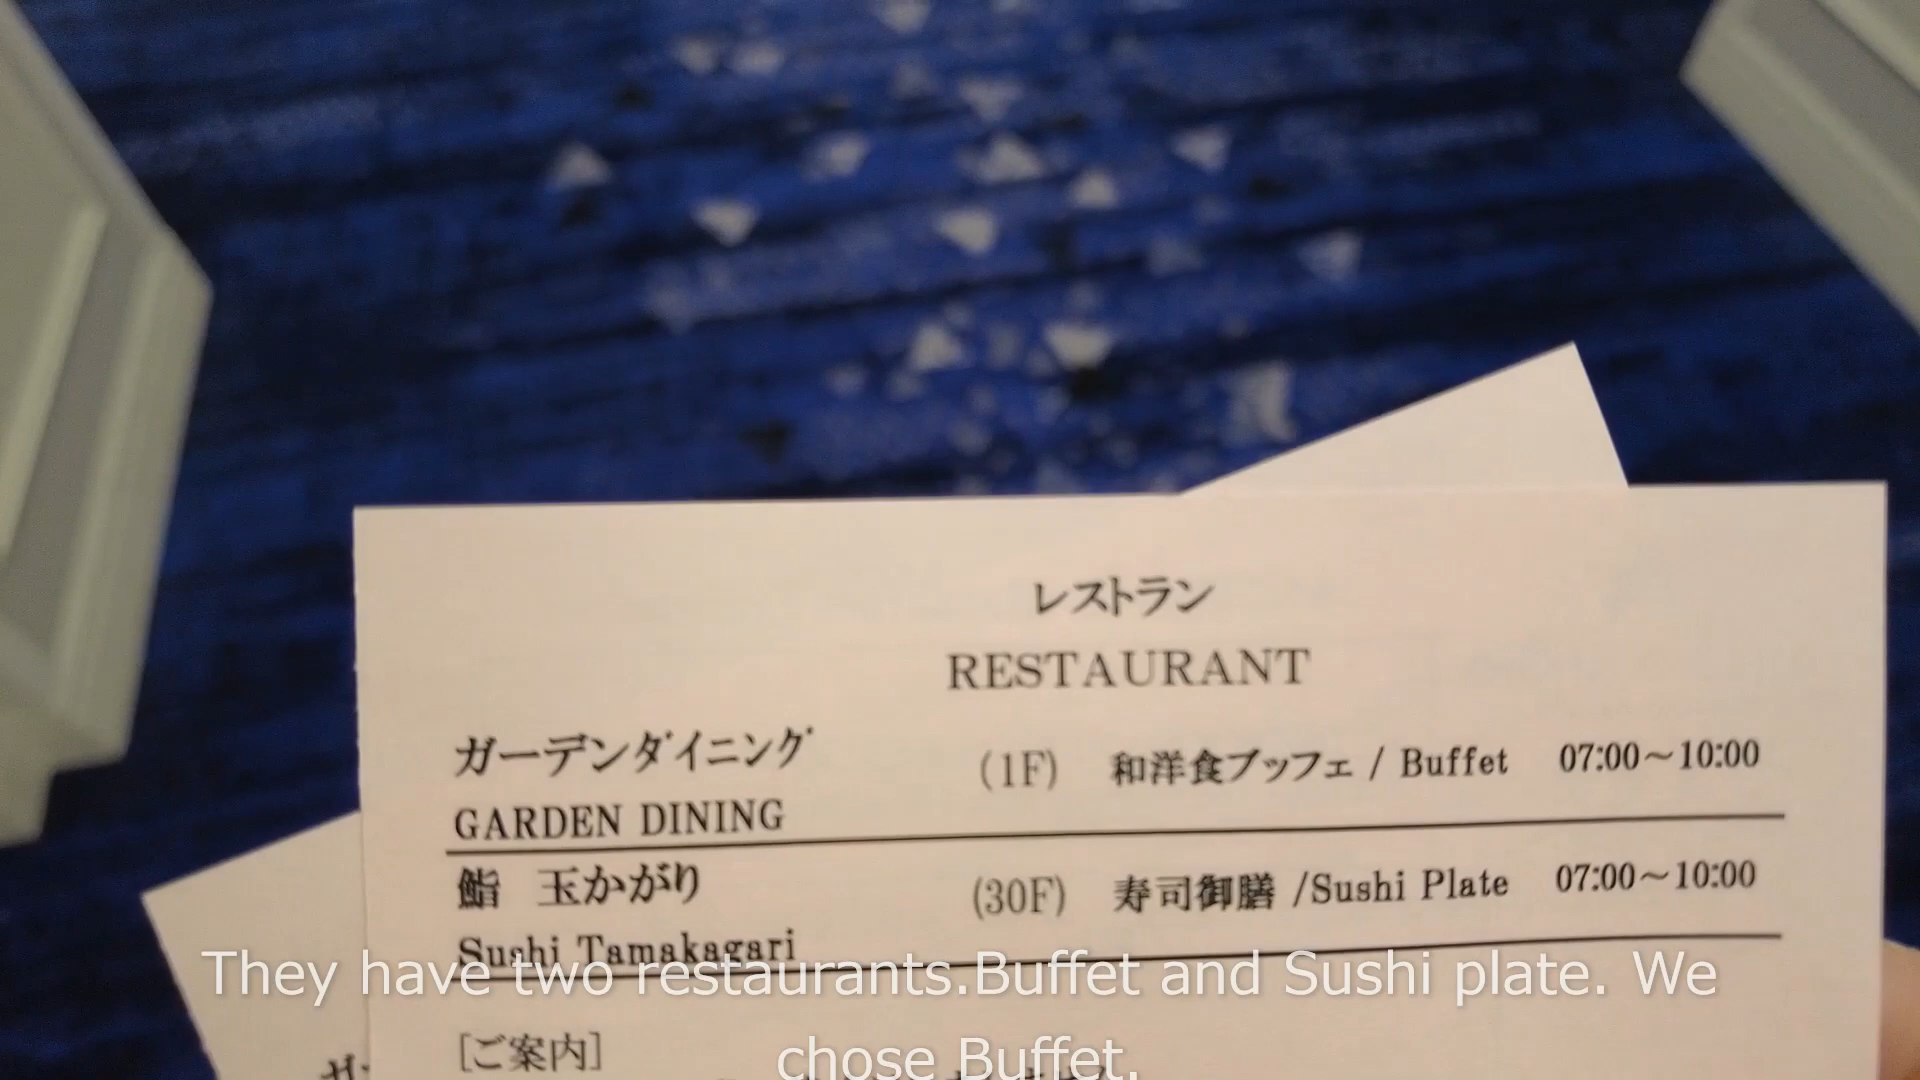 レストラン
RESTAURANT
ガーデンダイニング (1F) 和洋食ブッフェ / Buffet 07:00~10:00
GARDEN DINING
鮨 玉かがり (30F) 寿司御膳 /Sushi Plate 07:00~10:00
Sushi Tamakagari
They have two restaurants.Buffet and Sushi plate. We
chose Buffet.
[ご案内]